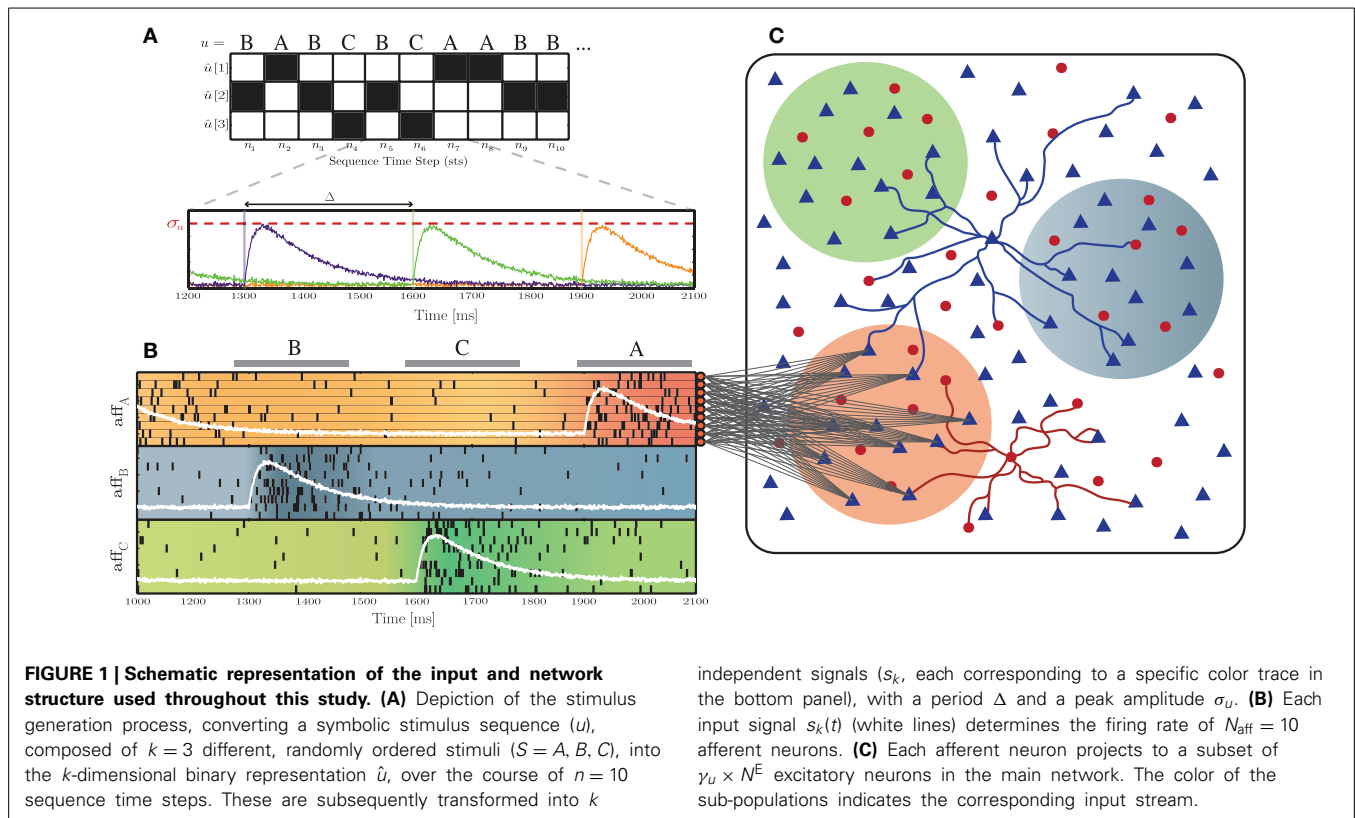 A
u = B A B C B C A A B B ...
û[1]
û[2]
û[3]
n₁ n₂ n₃ n₄ n₅ n₆ n₇ n₈ n₉ n₁₀
Sequence Time Step (sts)
Δ
σᵤ
1200 1300 1400 1500 1600 1700 1800 1900 2000 2100
Time [ms]
B
B C A
aff_A
aff_B
aff_C
1000 1100 1200 1300 1400 1500 1600 1700 1800 1900 2000 2100
Time [ms]
C
FIGURE 1 | Schematic representation of the input and network
structure used throughout this study. (A) Depiction of the stimulus
generation process, converting a symbolic stimulus sequence (u),
composed of k = 3 different, randomly ordered stimuli (S = A, B, C), into
the k-dimensional binary representation û, over the course of n = 10
sequence time steps. These are subsequently transformed into k
independent signals (sₖ, each corresponding to a specific color trace in
the bottom panel), with a period Δ and a peak amplitude σᵤ. (B) Each
input signal sₖ(t) (white lines) determines the firing rate of N_aff = 10
afferent neurons. (C) Each afferent neuron projects to a subset of
γᵤ × Nᴱ excitatory neurons in the main network. The color of the
sub-populations indicates the corresponding input stream.